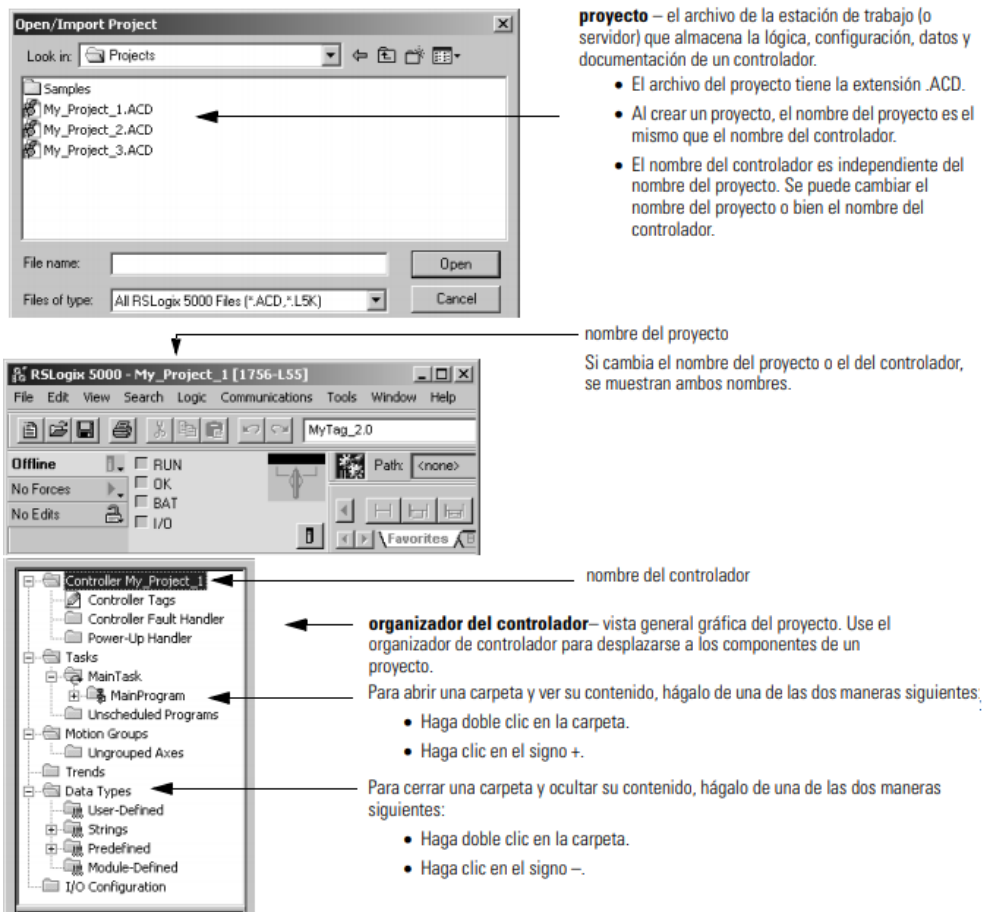 Open/Import Project
Look in: Projects
Samples
My_Project_1.ACD
My_Project_2.ACD
My_Project_3.ACD
File name:
Open
Files of type: All RSLogix 5000 Files (*.ACD,*.L5K)
Cancel
proyecto – el archivo de la estación de trabajo (o
servidor) que almacena la lógica, configuración, datos y
documentación de un controlador.
• El archivo del proyecto tiene la extensión .ACD.
• Al crear un proyecto, el nombre del proyecto es el
mismo que el nombre del controlador.
• El nombre del controlador es independiente del
nombre del proyecto. Se puede cambiar el
nombre del proyecto o bien el nombre del
controlador.
nombre del proyecto
Si cambia el nombre del proyecto o el del controlador,
se muestran ambos nombres.
RSLogix 5000 - My_Project_1 [1756-L55]
File Edit View Search Logic Communications Tools Window Help
MyTag_2.0
Offline
No Forces
No Edits
RUN
OK
BAT
I/O
Path: <none>
Favorites
B
Controller My_Project_1
Controller Tags
Controller Fault Handler
Power-Up Handler
Tasks
MainTask
MainProgram
Unscheduled Programs
Motion Groups
Ungrouped Axes
Trends
Data Types
User-Defined
Strings
Predefined
Module-Defined
I/O Configuration
nombre del controlador
organizador del controlador– vista general gráfica del proyecto. Use el
organizador de controlador para desplazarse a los componentes de un
proyecto.
Para abrir una carpeta y ver su contenido, hágalo de una de las dos maneras siguientes:
• Haga doble clic en la carpeta.
• Haga clic en el signo +.
Para cerrar una carpeta y ocultar su contenido, hágalo de una de las dos maneras
siguientes:
• Haga doble clic en la carpeta.
• Haga clic en el signo –.